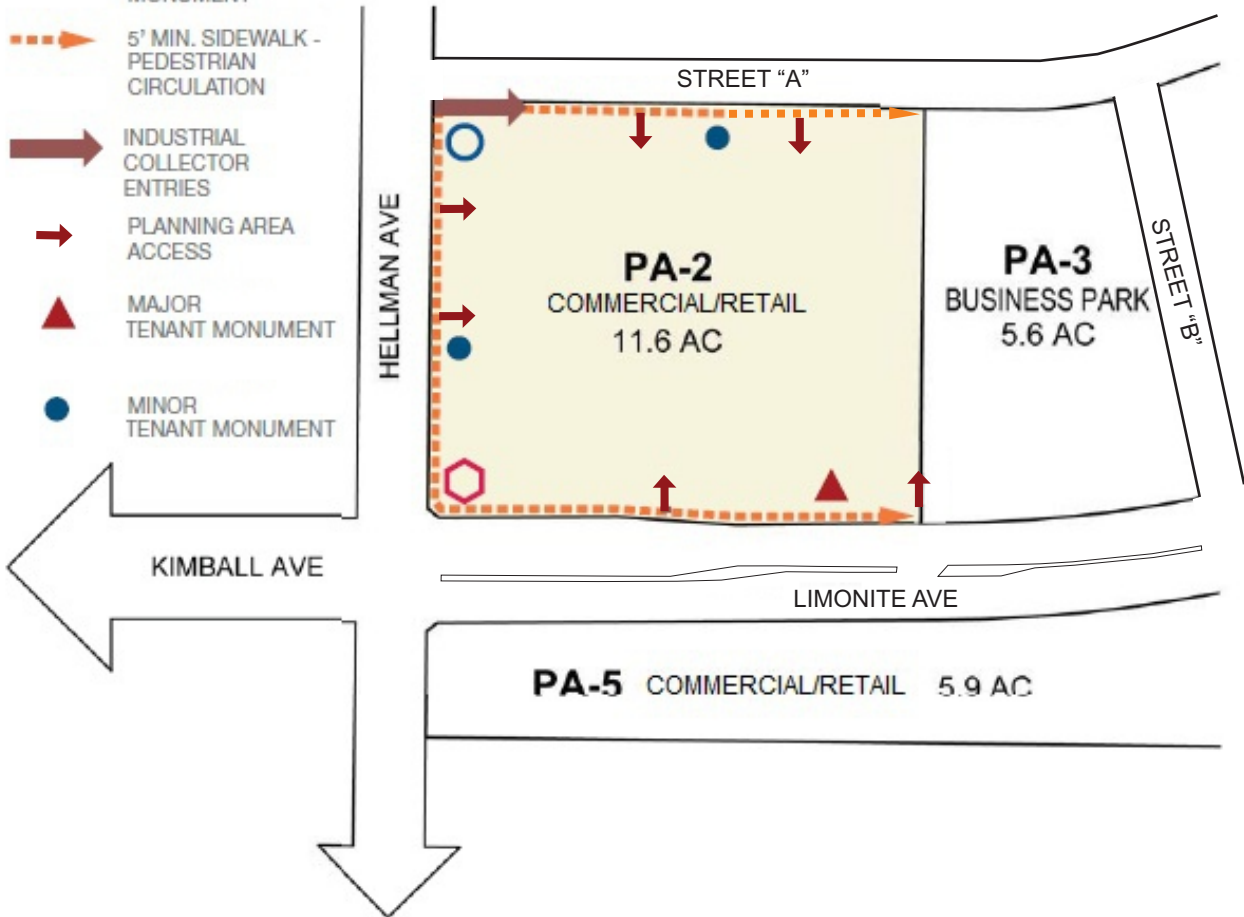 MONUMENT
5' MIN. SIDEWALK -
PEDESTRIAN
CIRCULATION
INDUSTRIAL
COLLECTOR
ENTRIES
PLANNING AREA
ACCESS
MAJOR
TENANT MONUMENT
MINOR
TENANT MONUMENT
STREET “A”
HELLMAN AVE
PA-2
COMMERCIAL/RETAIL
11.6 AC
PA-3
BUSINESS PARK
5.6 AC
STREET “B”
KIMBALL AVE
LIMONITE AVE
PA-5 COMMERCIAL/RETAIL 5.9 AC